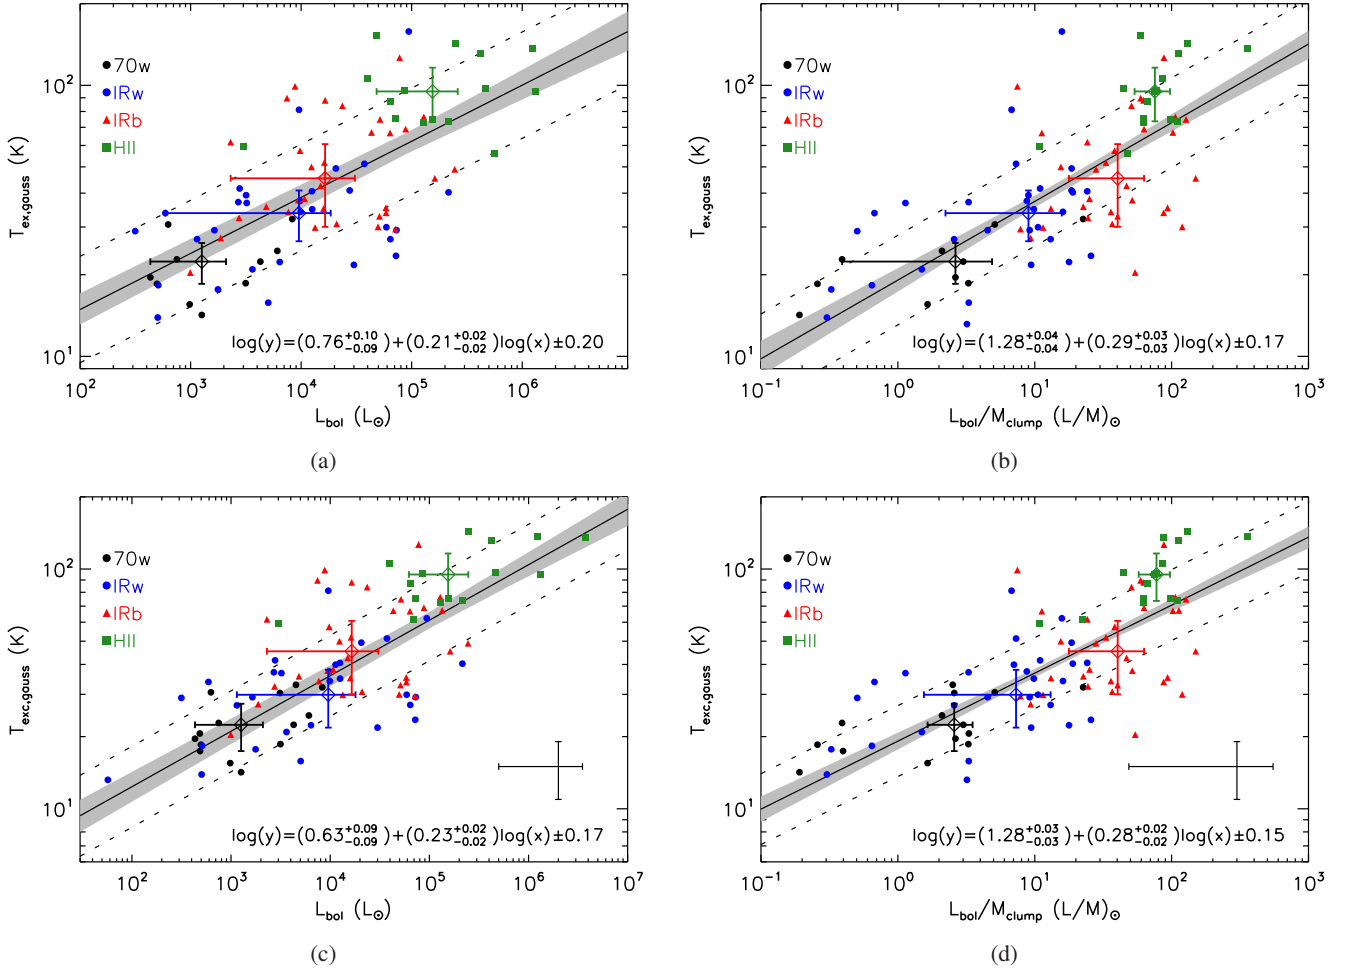 10²
10¹
T_ex,gauss (K)
70w
IRw
IRb
HII
log(y)=(0.76^{+0.10}_{-0.09})+(0.21^{+0.02}_{-0.02})log(x)±0.20
10² 10³ 10⁴ 10⁵ 10⁶
L_bol (L_⊙)
(a)
10²
10¹
T_ex,gauss (K)
70w
IRw
IRb
HII
log(y)=(1.28^{+0.04}_{-0.04})+(0.29^{+0.03}_{-0.03})log(x)±0.17
10⁻¹ 10⁰ 10¹ 10² 10³
L_bol/M_clump (L/M)_⊙
(b)
10²
10¹
T_exc,gauss (K)
70w
IRw
IRb
HII
log(y)=(0.63^{+0.09}_{-0.09})+(0.23^{+0.02}_{-0.02})log(x)±0.17
10² 10³ 10⁴ 10⁵ 10⁶ 10⁷
L_bol (L_⊙)
(c)
10²
10¹
T_exc,gauss (K)
70w
IRw
IRb
HII
log(y)=(1.28^{+0.03}_{-0.03})+(0.28^{+0.02}_{-0.02})log(x)±0.15
10⁻¹ 10⁰ 10¹ 10² 10³
L_bol/M_clump (L/M)_⊙
(d)